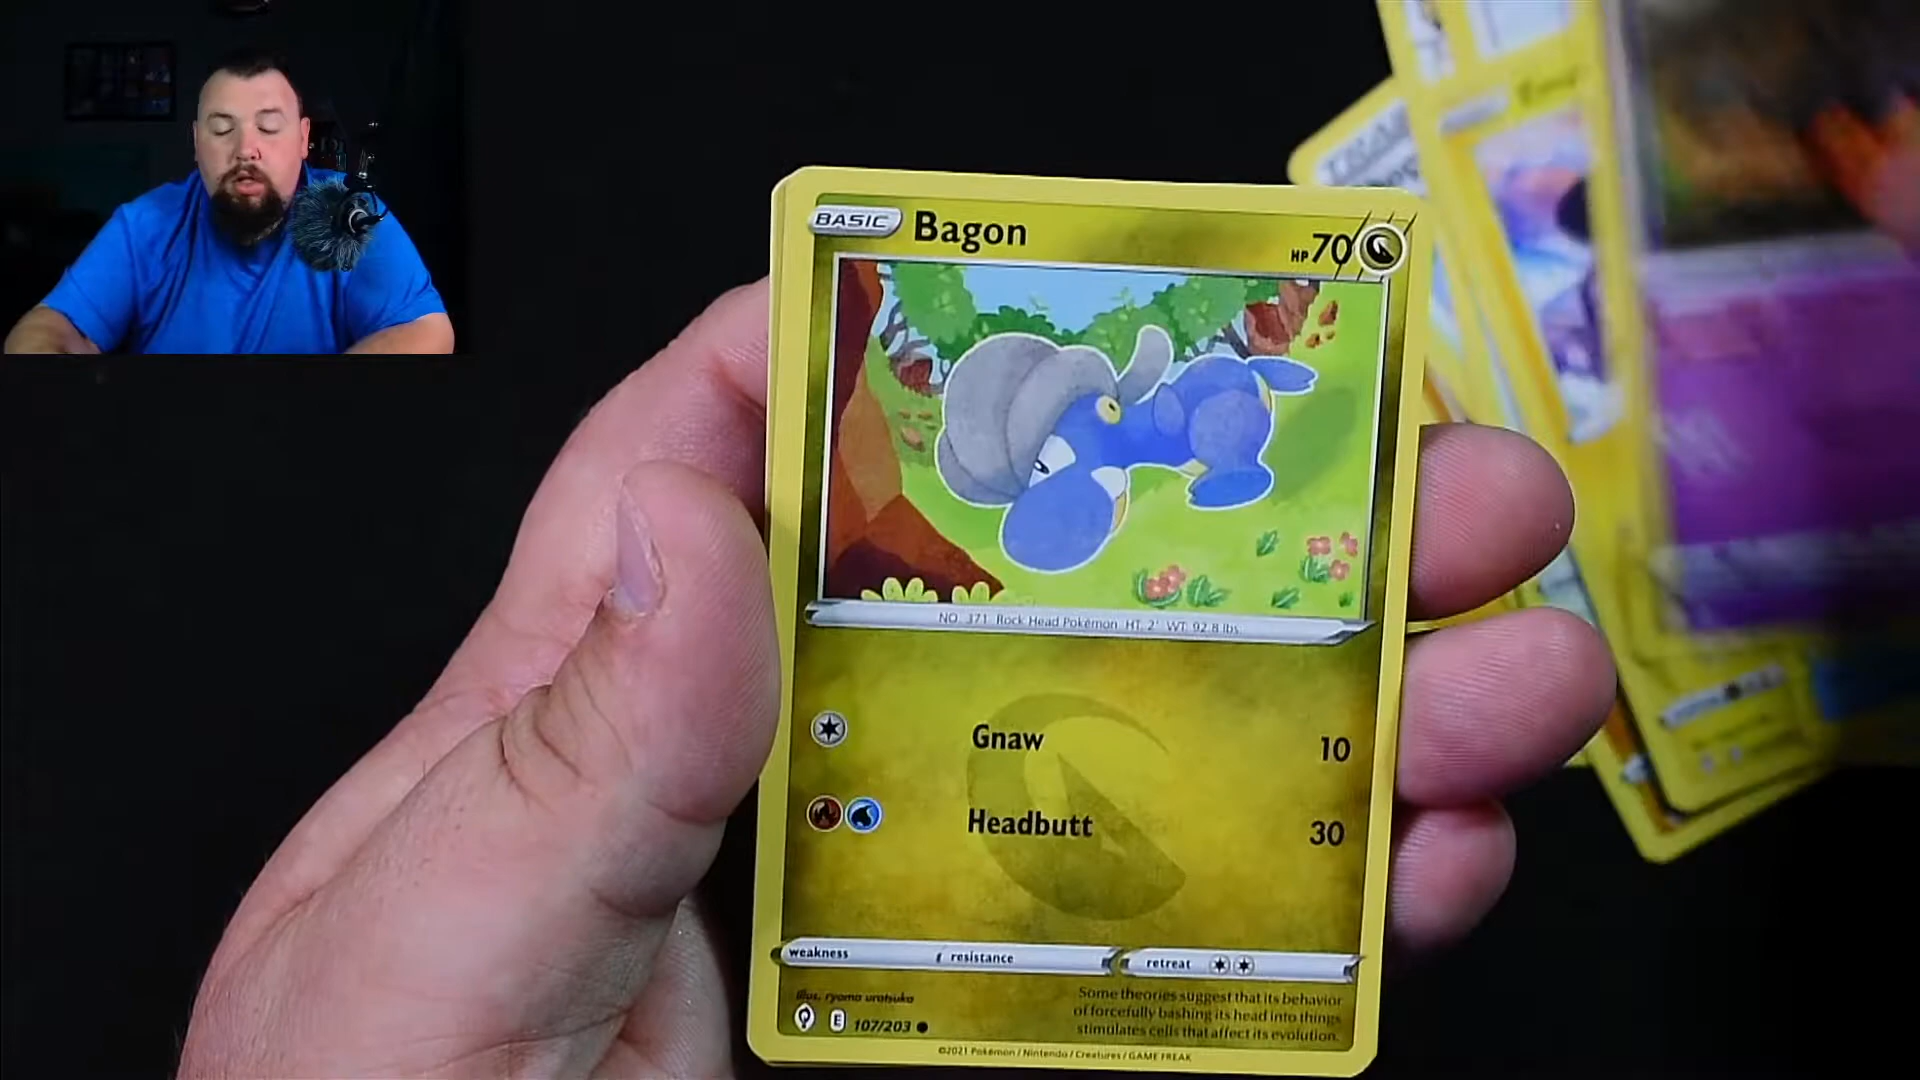 BASIC Bagon HP 70
NO. 371 Rock Head Pokémon HT. 2' WT. 92.8 lbs.
Gnaw 10
Headbutt 30
weakness resistance retreat
Illus. ryoma uratsuka
Some theories suggest that its behavior
of forcefully bashing its head into things
stimulates cells that affect its evolution.
E 107/203
©2021 Pokémon / Nintendo / Creatures / GAME FREAK